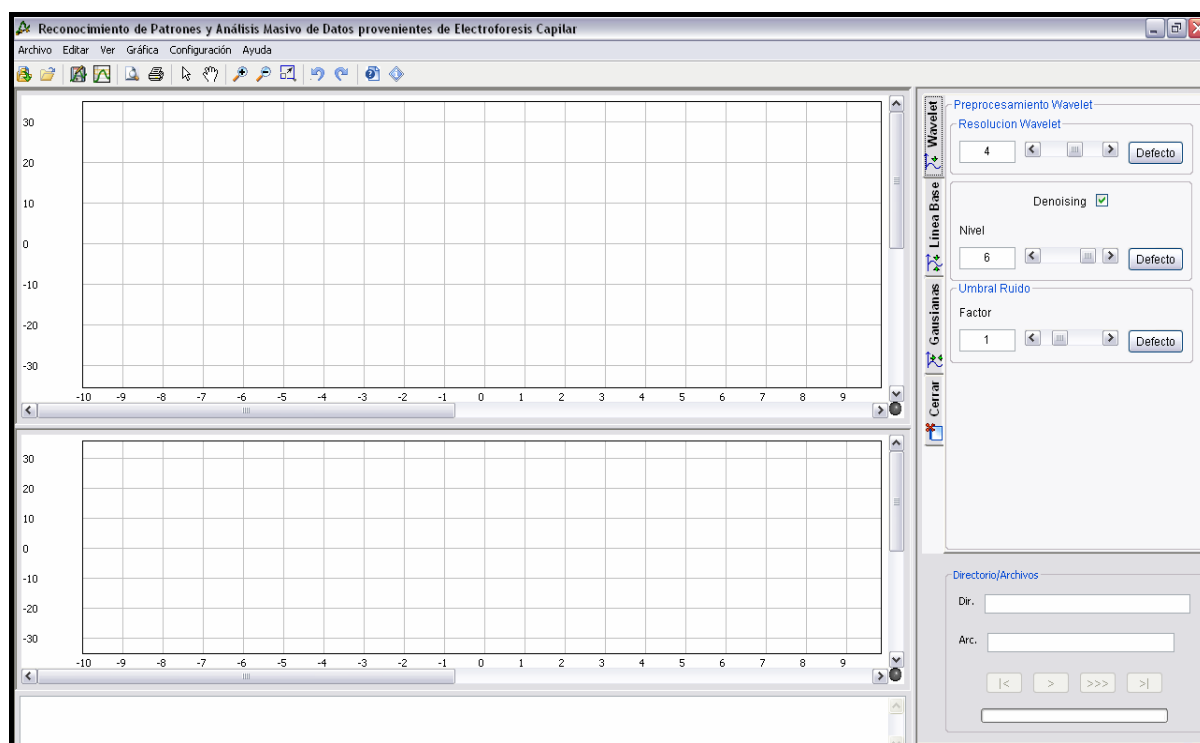 Reconocimiento de Patrones y Análisis Masivo de Datos provenientes de Electroforesis Capilar
Archivo Editar Ver Gráfica Configuración Ayuda
30
20
10
0
-10
-20
-30
-10 -9 -8 -7 -6 -5 -4 -3 -2 -1 0 1 2 3 4 5 6 7 8 9
30
20
10
0
-10
-20
-30
-10 -9 -8 -7 -6 -5 -4 -3 -2 -1 0 1 2 3 4 5 6 7 8 9
Wavelet
Línea Base
Gausianas
Cerrar
Preprocesamiento Wavelet
Resolucion Wavelet
4 Defecto
Denoising
Nivel
6 Defecto
Umbral Ruido
Factor
1 Defecto
Directorio/Archivos
Dir.
Arc.
|< > >>> >|